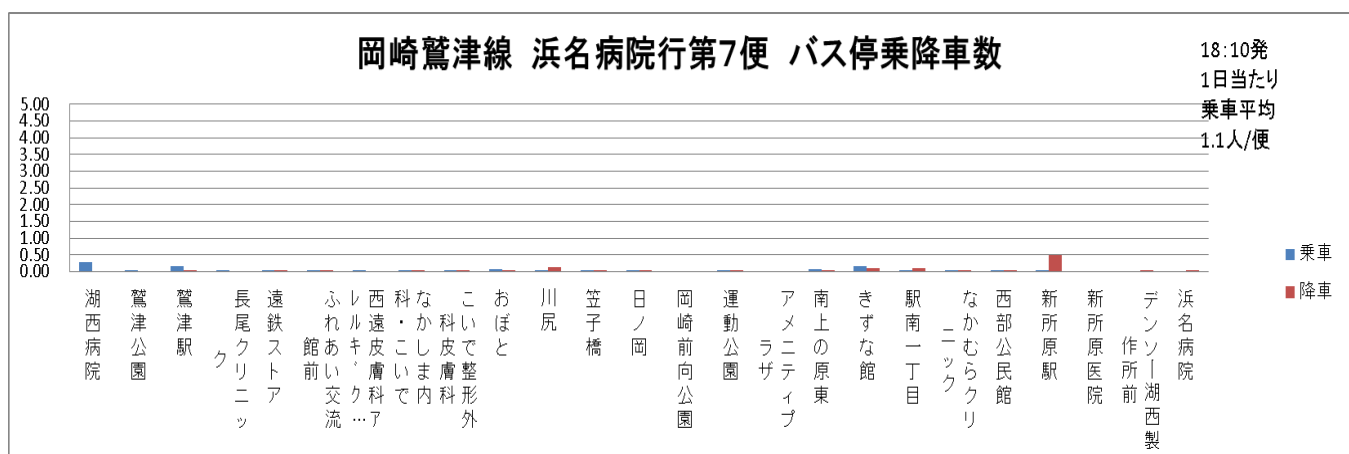 岡崎鷲津線 浜名病院行第7便 バス停乗降車数
18:10発
1日当たり
乗車平均
1.1人/便
5.00
4.50
4.00
3.50
3.00
2.50
2.00
1.50
1.00
0.50
0.00
湖西病院
鷲津公園
鷲津駅
長尾クリニッ
ク
遠鉄ストア
ふれあい交流
館前
西遠皮膚科ア
レルギーク…
なかしま内
科・こいで
こいで整形外
科皮膚科
おぼと
川尻
笠子橋
日ノ岡
岡崎前向公園
運動公園
アメニティプ
ラザ
南上の原東
きずな館
駅南一丁目
なかむらクリ
ニック
西部公民館
新所原駅
新所原医院
デンソー湖西製
作所前
浜名病院
乗車
降車